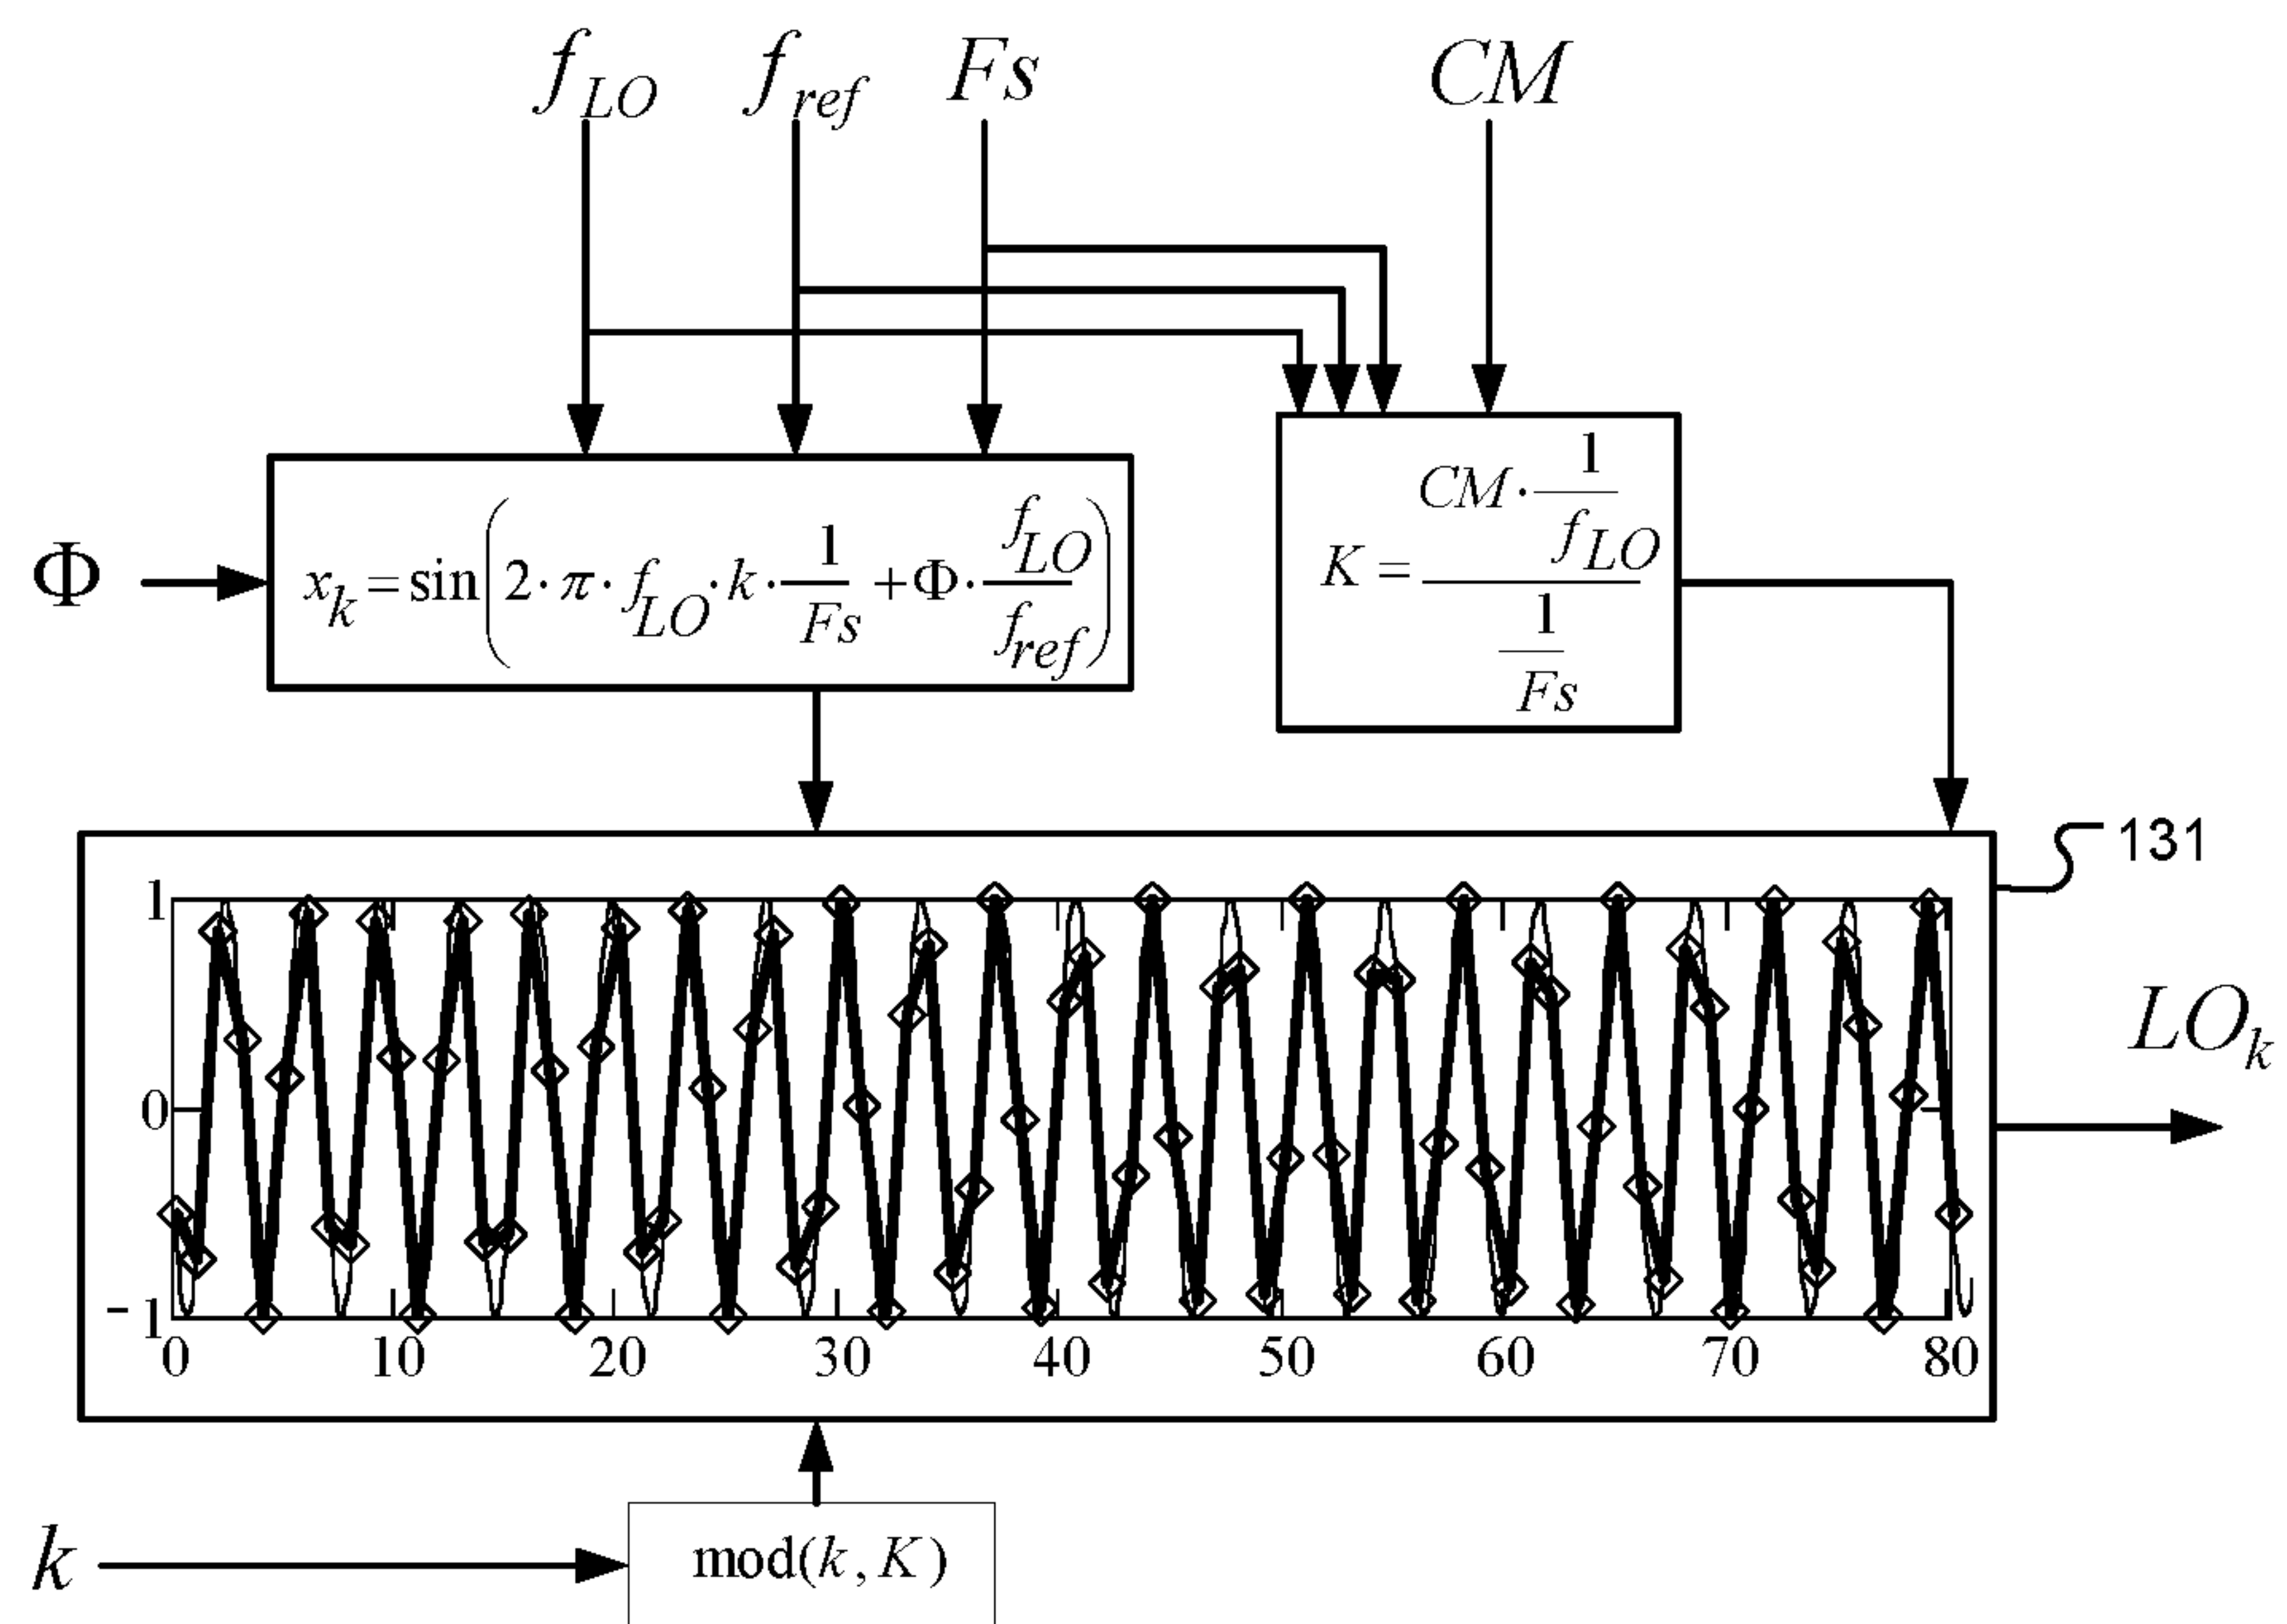 f_LO f_ref Fs CM
Φ
x_k = sin(2 · π · f_LO · k · 1/Fs + Φ · f_LO/f_ref)
K = (CM · 1/f_LO)/(1/Fs)
131
1
0
-1
0 10 20 30 40 50 60 70 80
LO_k
k
mod(k, K)